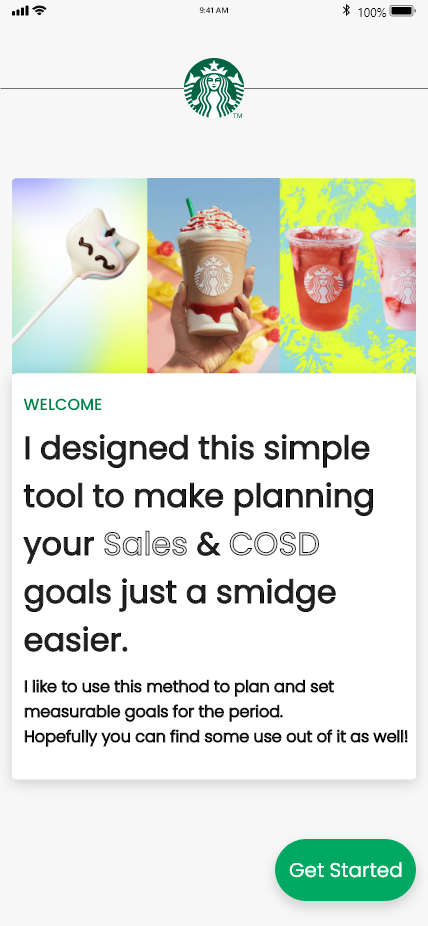 9:41 AM
100%
TM
WELCOME
I designed this simple
tool to make planning
your Sales & COSD
goals just a smidge
easier.
I like to use this method to plan and set
measurable goals for the period.
Hopefully you can find some use out of it as well!
Get Started